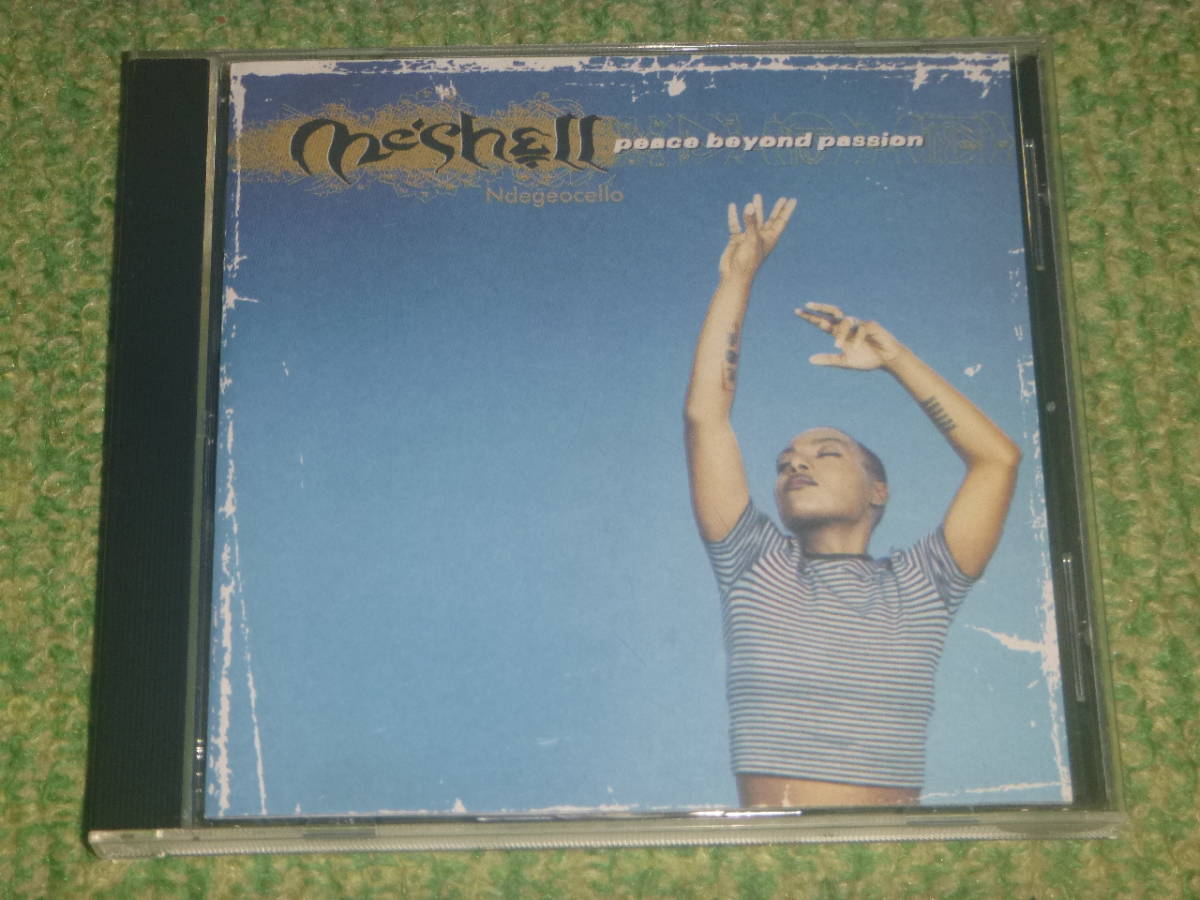 Me'shell
peace beyond passion
Ndegeocello